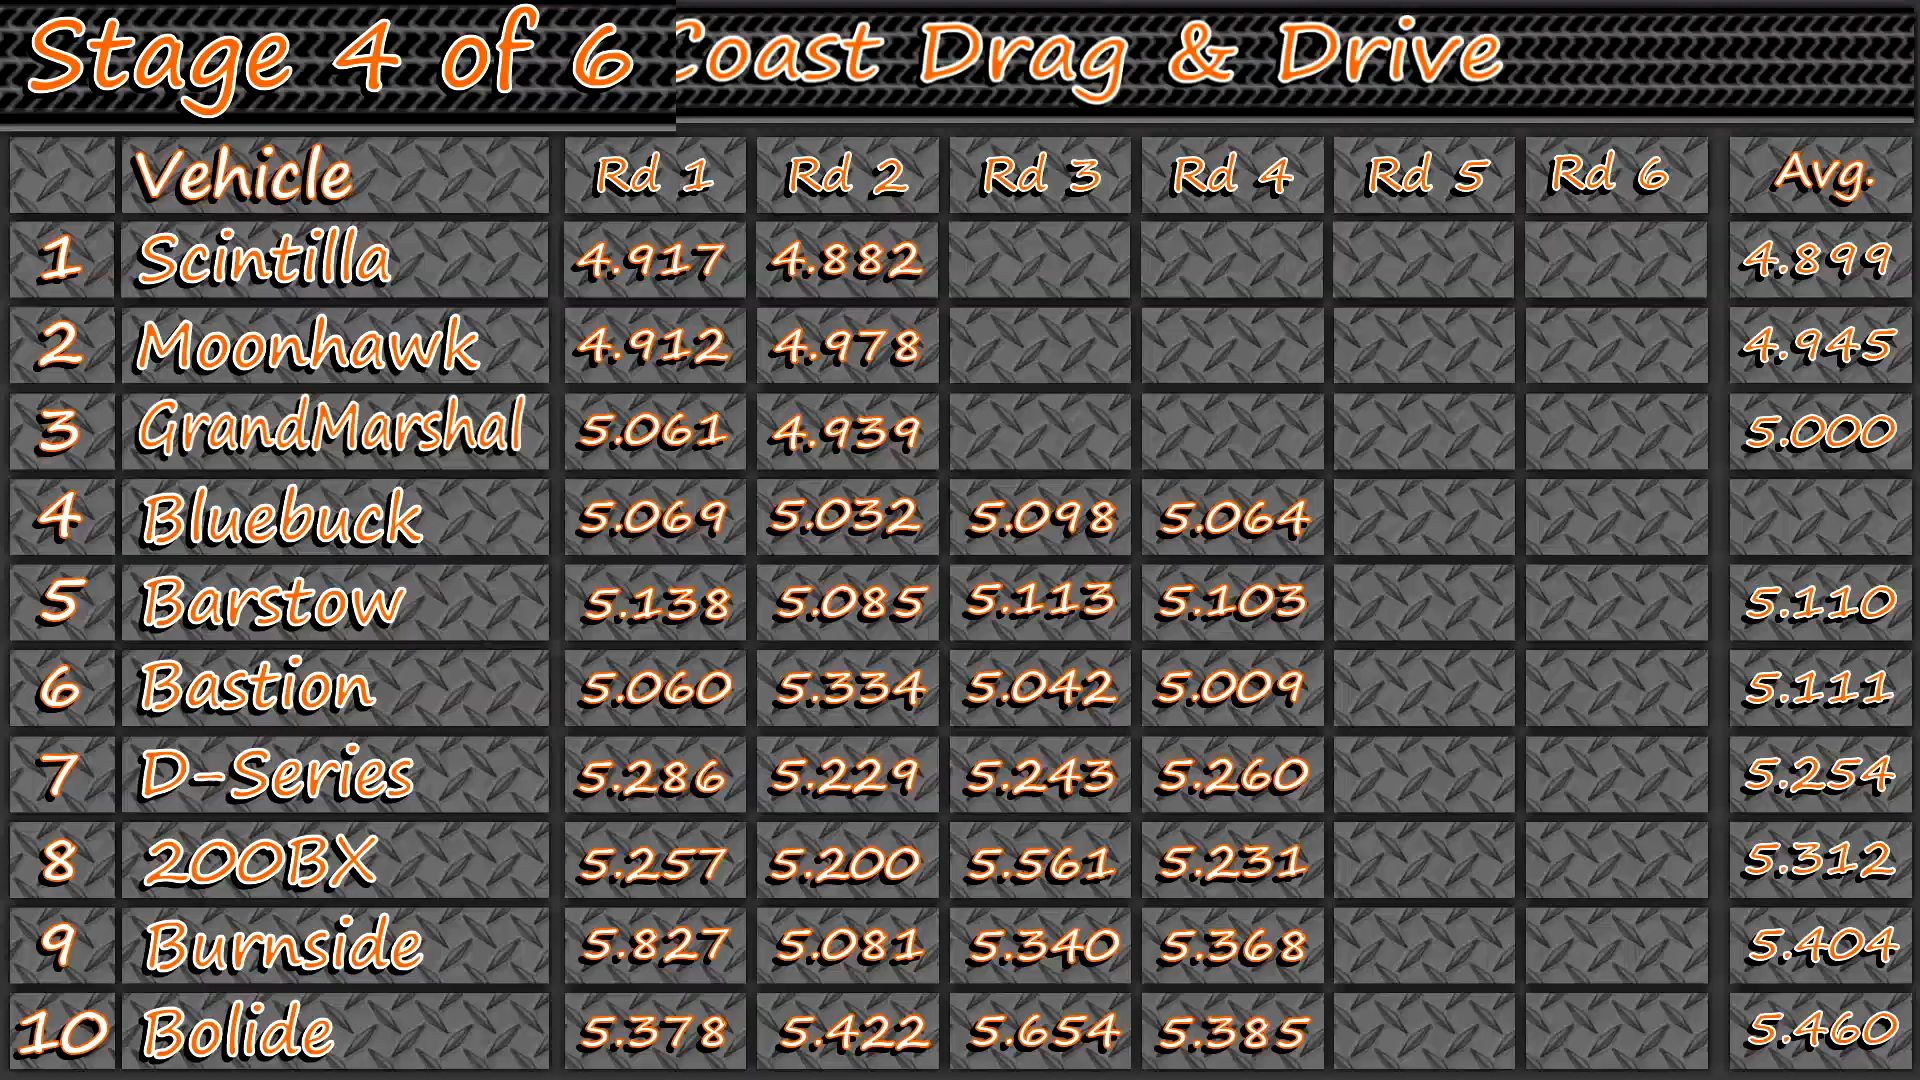 Stage 4 of 6 Coast Drag & Drive
Vehicle Rd 1 Rd 2 Rd 3 Rd 4 Rd 5 Rd 6 Avg.
1 Scintilla 4.917 4.882 4.899
2 Moonhawk 4.912 4.978 4.945
3 GrandMarshal 5.061 4.939 5.000
4 Bluebuck 5.069 5.032 5.098 5.064
5 Barstow 5.138 5.085 5.113 5.103 5.110
6 Bastion 5.060 5.334 5.042 5.009 5.111
7 D-Series 5.286 5.229 5.243 5.260 5.254
8 200BX 5.257 5.200 5.561 5.231 5.312
9 Burnside 5.827 5.081 5.340 5.368 5.404
10 Bolide 5.378 5.422 5.654 5.385 5.460